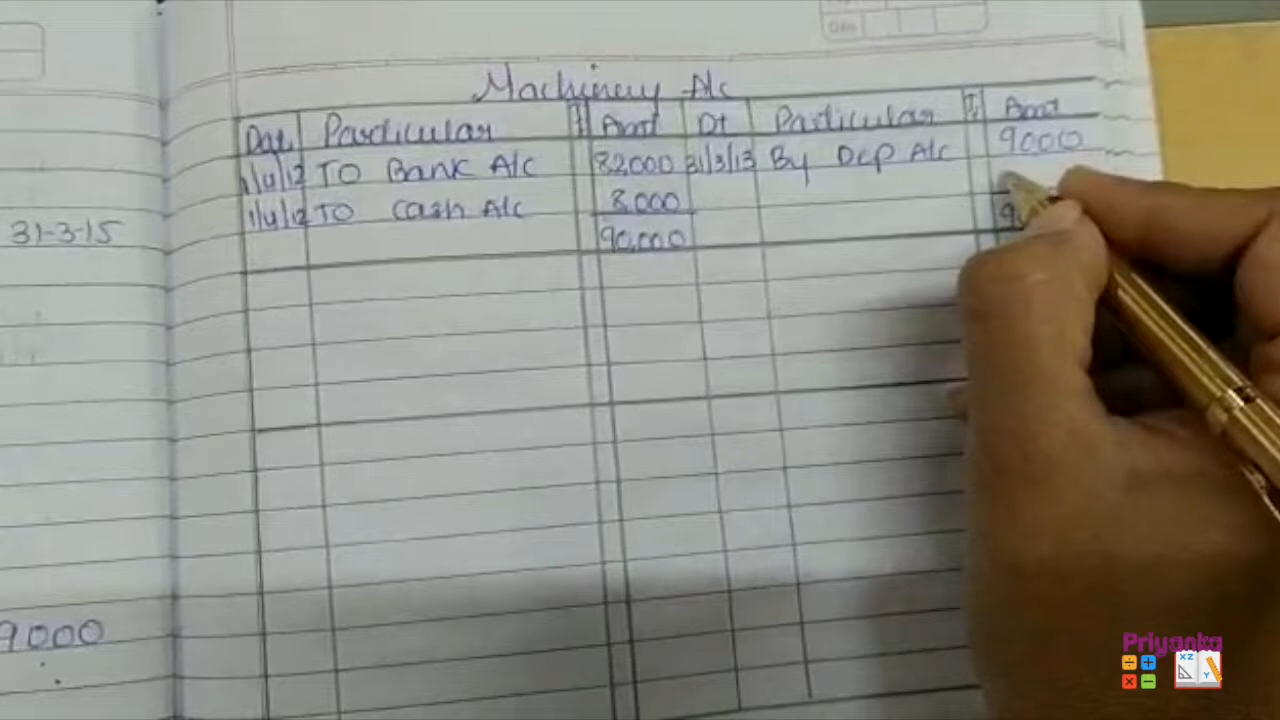 Machinery A/c
Dat Particular Amt Dt Particular Amt
1/4/12 TO Bank A/c 82000 31/3/13 By Dep A/c 9000
1/4/12 TO Cash A/c 8,000
90,000
31-3-15
9000
Priyanka